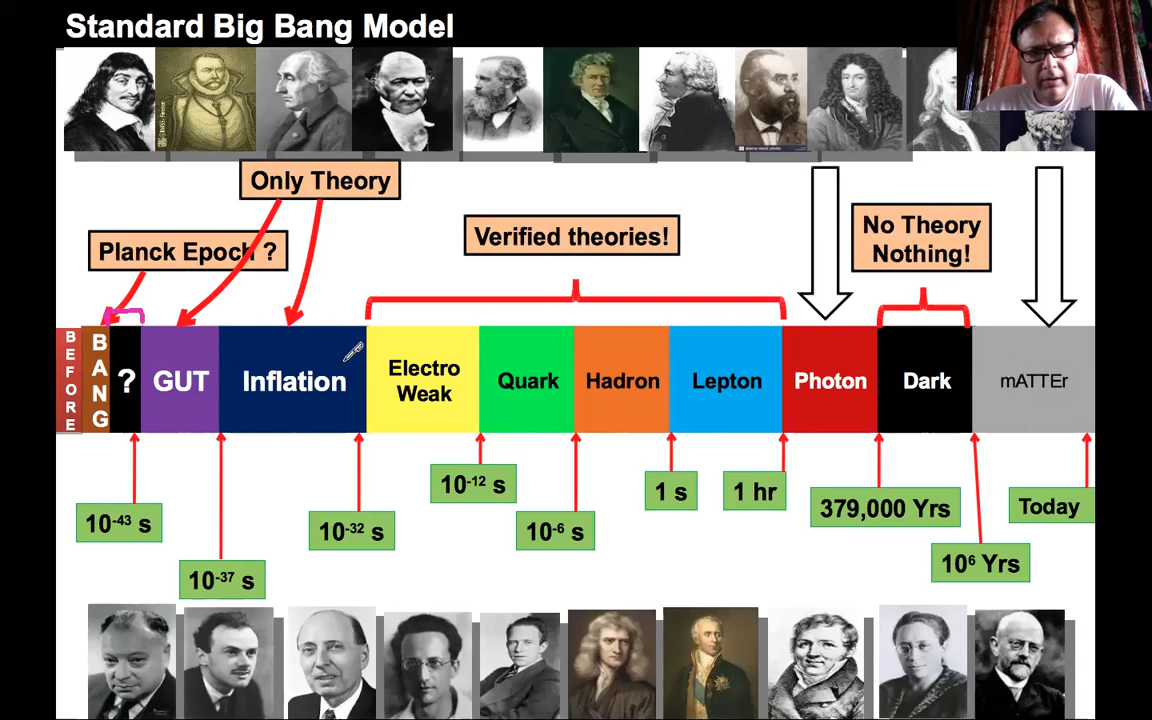 Standard Big Bang Model
Only Theory
Planck Epoch ?
Verified theories!
No Theory
Nothing!
BEFORE
BANG
?
GUT
Inflation
Electro
Weak
Quark
Hadron
Lepton
Photon
Dark
mATTEr
10⁻⁴³ s
10⁻³⁷ s
10⁻³² s
10⁻¹² s
10⁻⁶ s
1 s
1 hr
379,000 Yrs
10⁶ Yrs
Today